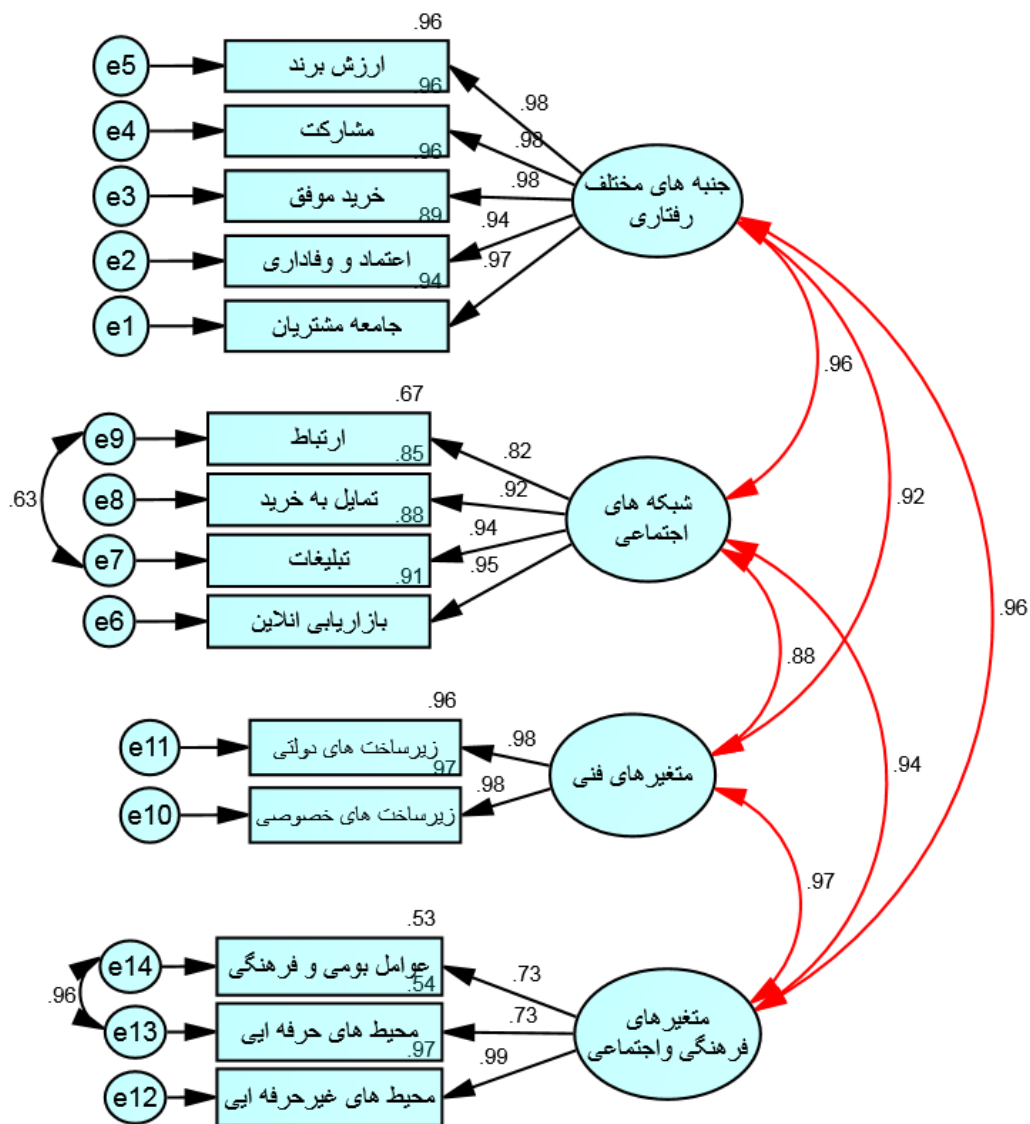 .96
e5
ارزش برند
.98
.96
e4
مشارکت
.98
.96
e3
خرید موفق
.98
جنبه های مختلف
رفتاری
.89
e2
اعتماد و وفاداری
.94
.94
e1
جامعه مشتریان
.97
.96
.92
.96
.67
e9
ارتباط
.82
.85
.63
e8
تمایل به خرید
.92
شبکه های
اجتماعی
.88
e7
تبلیغات
.94
.91
e6
بازاریابی انلاین
.95
.88
.94
.96
e11
زیرساخت های دولتی
.98
.97
متغیرهای فنی
e10
زیرساخت های خصوصی
.98
.97
.53
e14
عوامل بومی و فرهنگی
.73
.54
.96
e13
محیط های حرفه ایی
.73
متغیرهای
فرهنگی واجتماعی
.97
e12
محیط های غیرحرفه ایی
.99